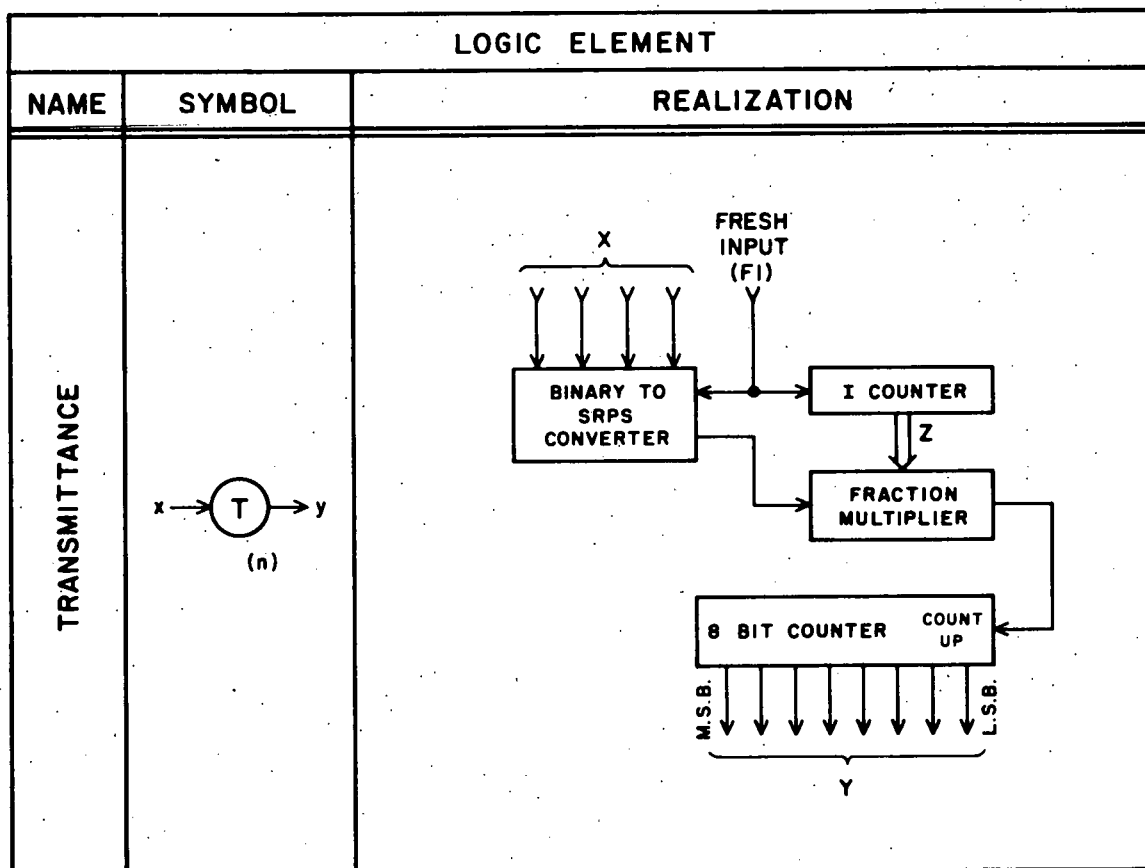 LOGIC ELEMENT
NAME
SYMBOL
REALIZATION
TRANSMITTANCE
x
T
y
(n)
X
FRESH
INPUT
(FI)
BINARY TO
SRPS
CONVERTER
I COUNTER
Z
FRACTION
MULTIPLIER
8 BIT COUNTER
COUNT
UP
M.S.B.
L.S.B.
Y